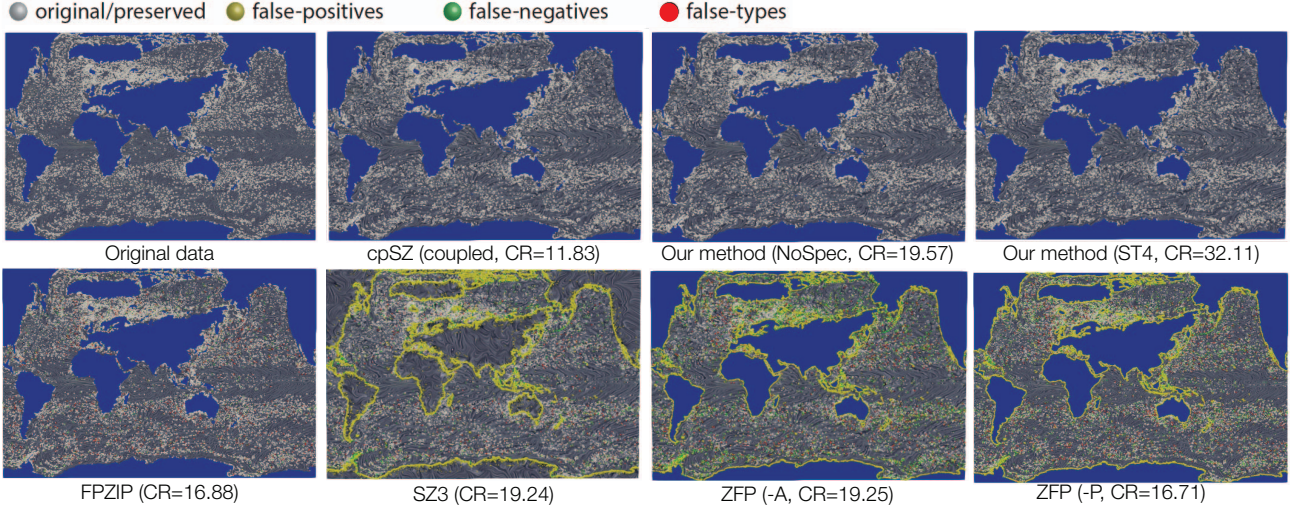 original/preserved false-positives false-negatives false-types
Original data cpSZ (coupled, CR=11.83) Our method (NoSpec, CR=19.57) Our method (ST4, CR=32.11)
FPZIP (CR=16.88) SZ3 (CR=19.24) ZFP (-A, CR=19.25) ZFP (-P, CR=16.71)